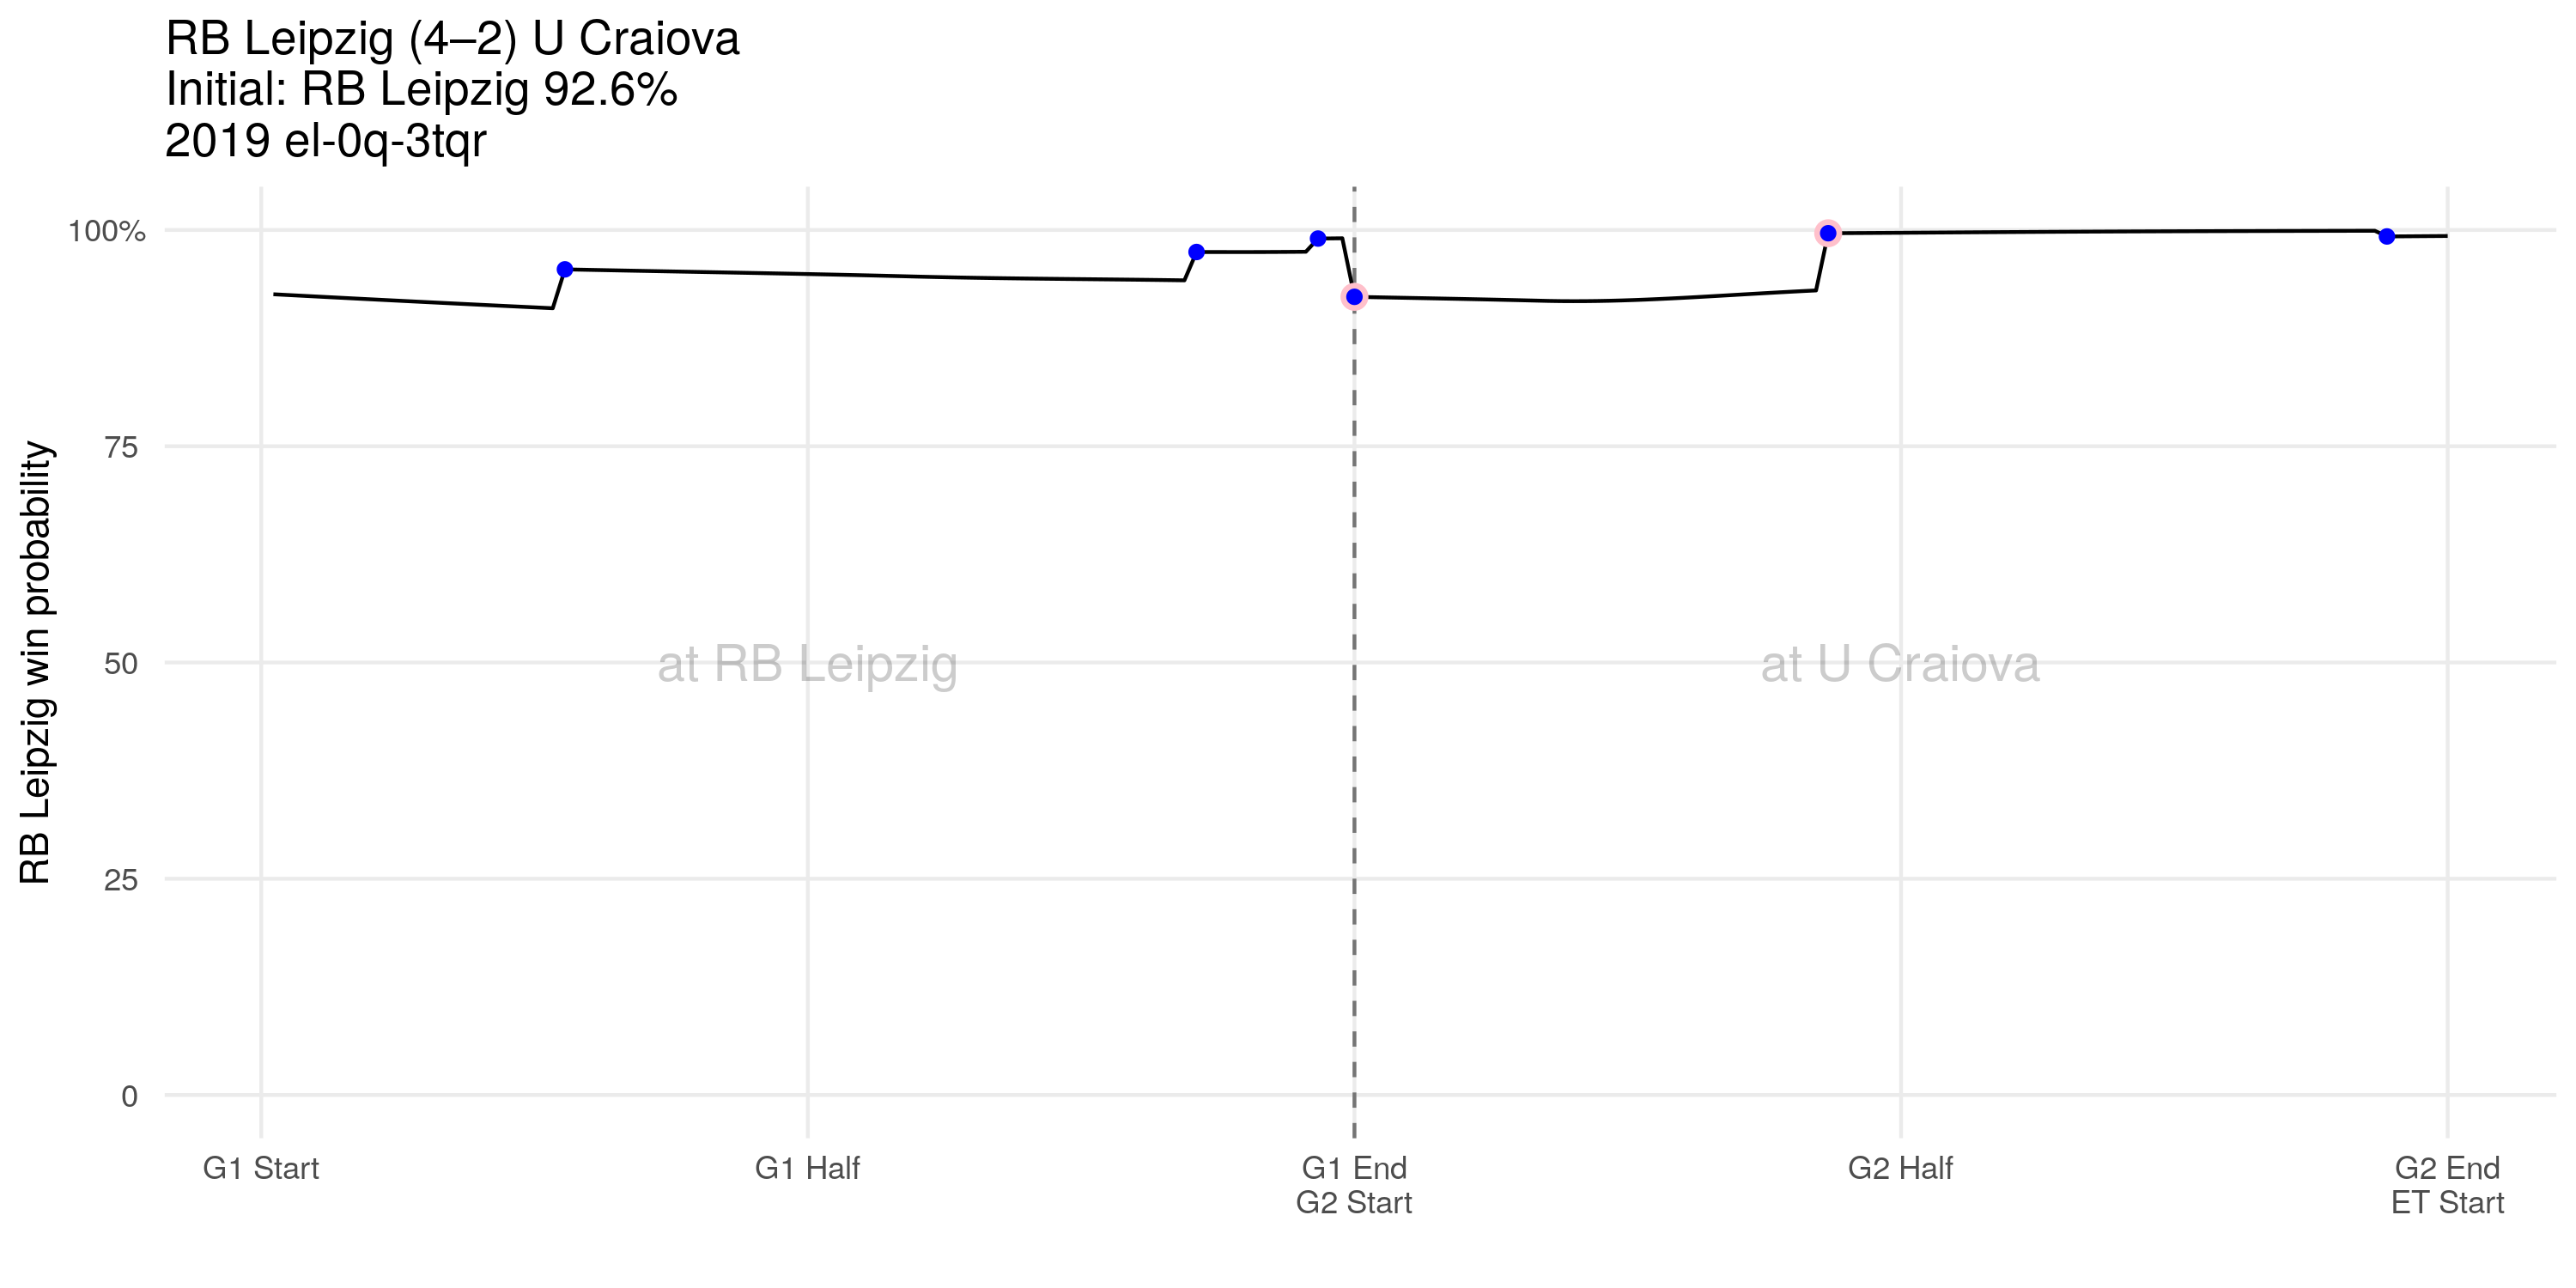 RB Leipzig (4–2) U Craiova
Initial: RB Leipzig 92.6%
2019 el-0q-3tqr
RB Leipzig win probability
100%
75
50
25
0
at RB Leipzig
at U Craiova
G1 Start
G1 Half
G1 End
G2 Start
G2 Half
G2 End
ET Start